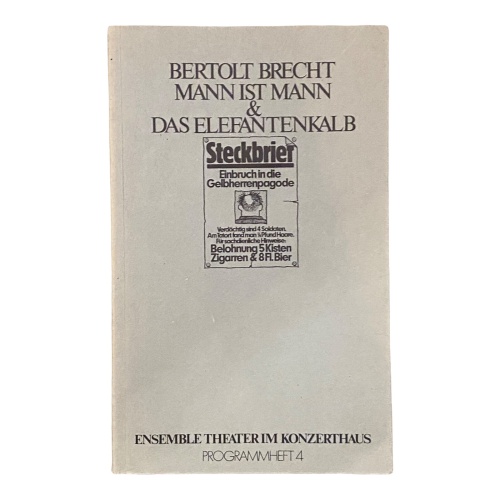 BERTOLT BRECHT
MANN IST MANN
&
DAS ELEFANTENKALB
Steckbrief
Einbruch in die
Gelbherrenpagode
Verdächtig sind 4 Soldaten.
Am Tatort fand man ½ Pfund Haare.
Für sachdienliche Hinweise:
Belohnung 5 Kisten
Zigarren & 8 Fl. Bier
ENSEMBLE THEATER IM KONZERTHAUS
PROGRAMMHEFT 4